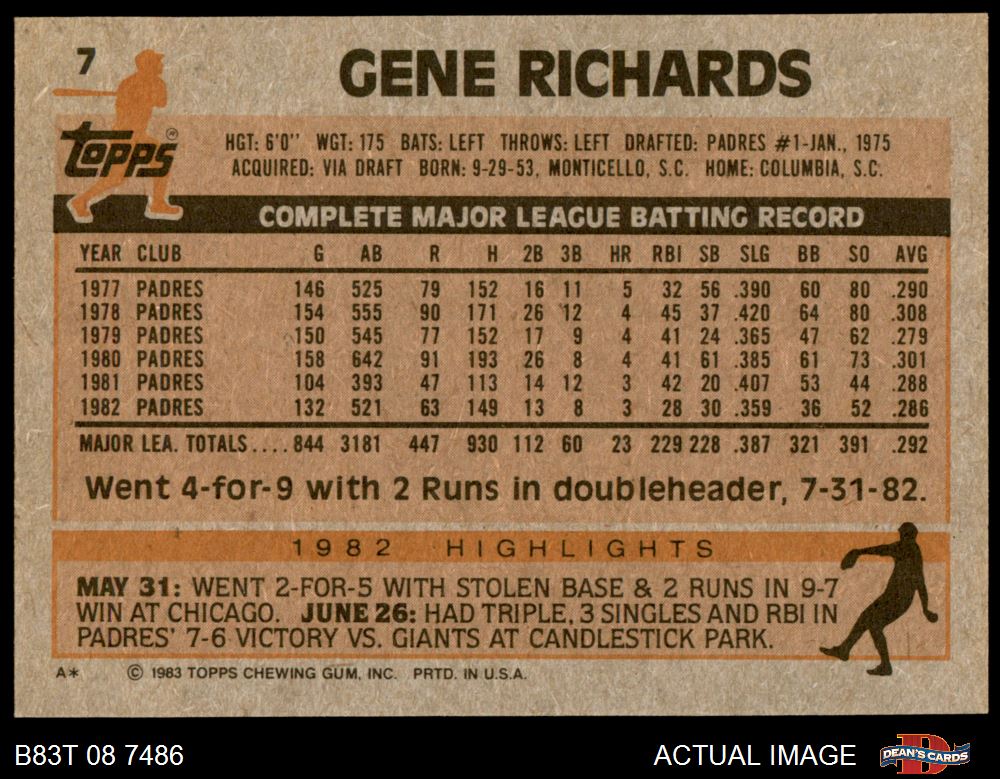 7
GENE RICHARDS
Topps®
HGT: 6'0" WGT: 175 BATS: LEFT THROWS: LEFT DRAFTED: PADRES #1-JAN., 1975
ACQUIRED: VIA DRAFT BORN: 9-29-53, MONTICELLO, S.C. HOME: COLUMBIA, S.C.
COMPLETE MAJOR LEAGUE BATTING RECORD
YEAR CLUB G AB R H 2B 3B HR RBI SB SLG BB SO AVG
1977 PADRES 146 525 79 152 16 11 5 32 56 .390 60 80 .290
1978 PADRES 154 555 90 171 26 12 4 45 37 .420 64 80 .308
1979 PADRES 150 545 77 152 17 9 4 41 24 .365 47 62 .279
1980 PADRES 158 642 91 193 26 8 4 41 61 .385 61 73 .301
1981 PADRES 104 393 47 113 14 12 3 42 20 .407 53 44 .288
1982 PADRES 132 521 63 149 13 8 3 28 30 .359 36 52 .286
MAJOR LEA. TOTALS....844 3181 447 930 112 60 23 229 228 .387 321 391 .292
Went 4-for-9 with 2 Runs in doubleheader, 7-31-82.
1982 HIGHLIGHTS
MAY 31: WENT 2-FOR-5 WITH STOLEN BASE & 2 RUNS IN 9-7
WIN AT CHICAGO. JUNE 26: HAD TRIPLE, 3 SINGLES AND RBI IN
PADRES' 7-6 VICTORY VS. GIANTS AT CANDLESTICK PARK.
A* © 1983 TOPPS CHEWING GUM, INC. PRTD. IN U.S.A.
B83T 08 7486 ACTUAL IMAGE DEAN'S CARDS